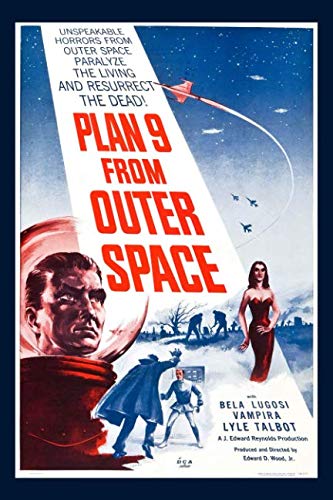 UNSPEAKABLE
HORRORS FROM
OUTER SPACE
PARALYZE
THE LIVING
AND RESURRECT
THE DEAD!
PLAN 9
FROM
OUTER
SPACE
with
BELA LUGOSI
VAMPIRA
LYLE TALBOT
A J. Edward Reynolds Production
Produced and Directed by
Edward D. Wood, Jr.
DCA